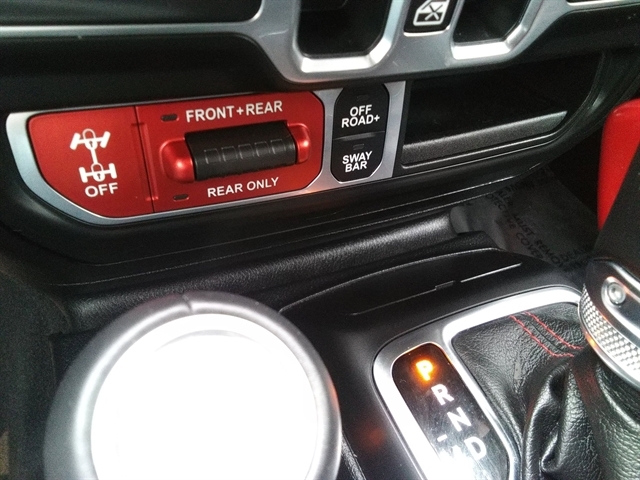 FRONT+REAR
OFF
REAR ONLY
OFF
ROAD+
SWAY
BAR
P
R
N
D